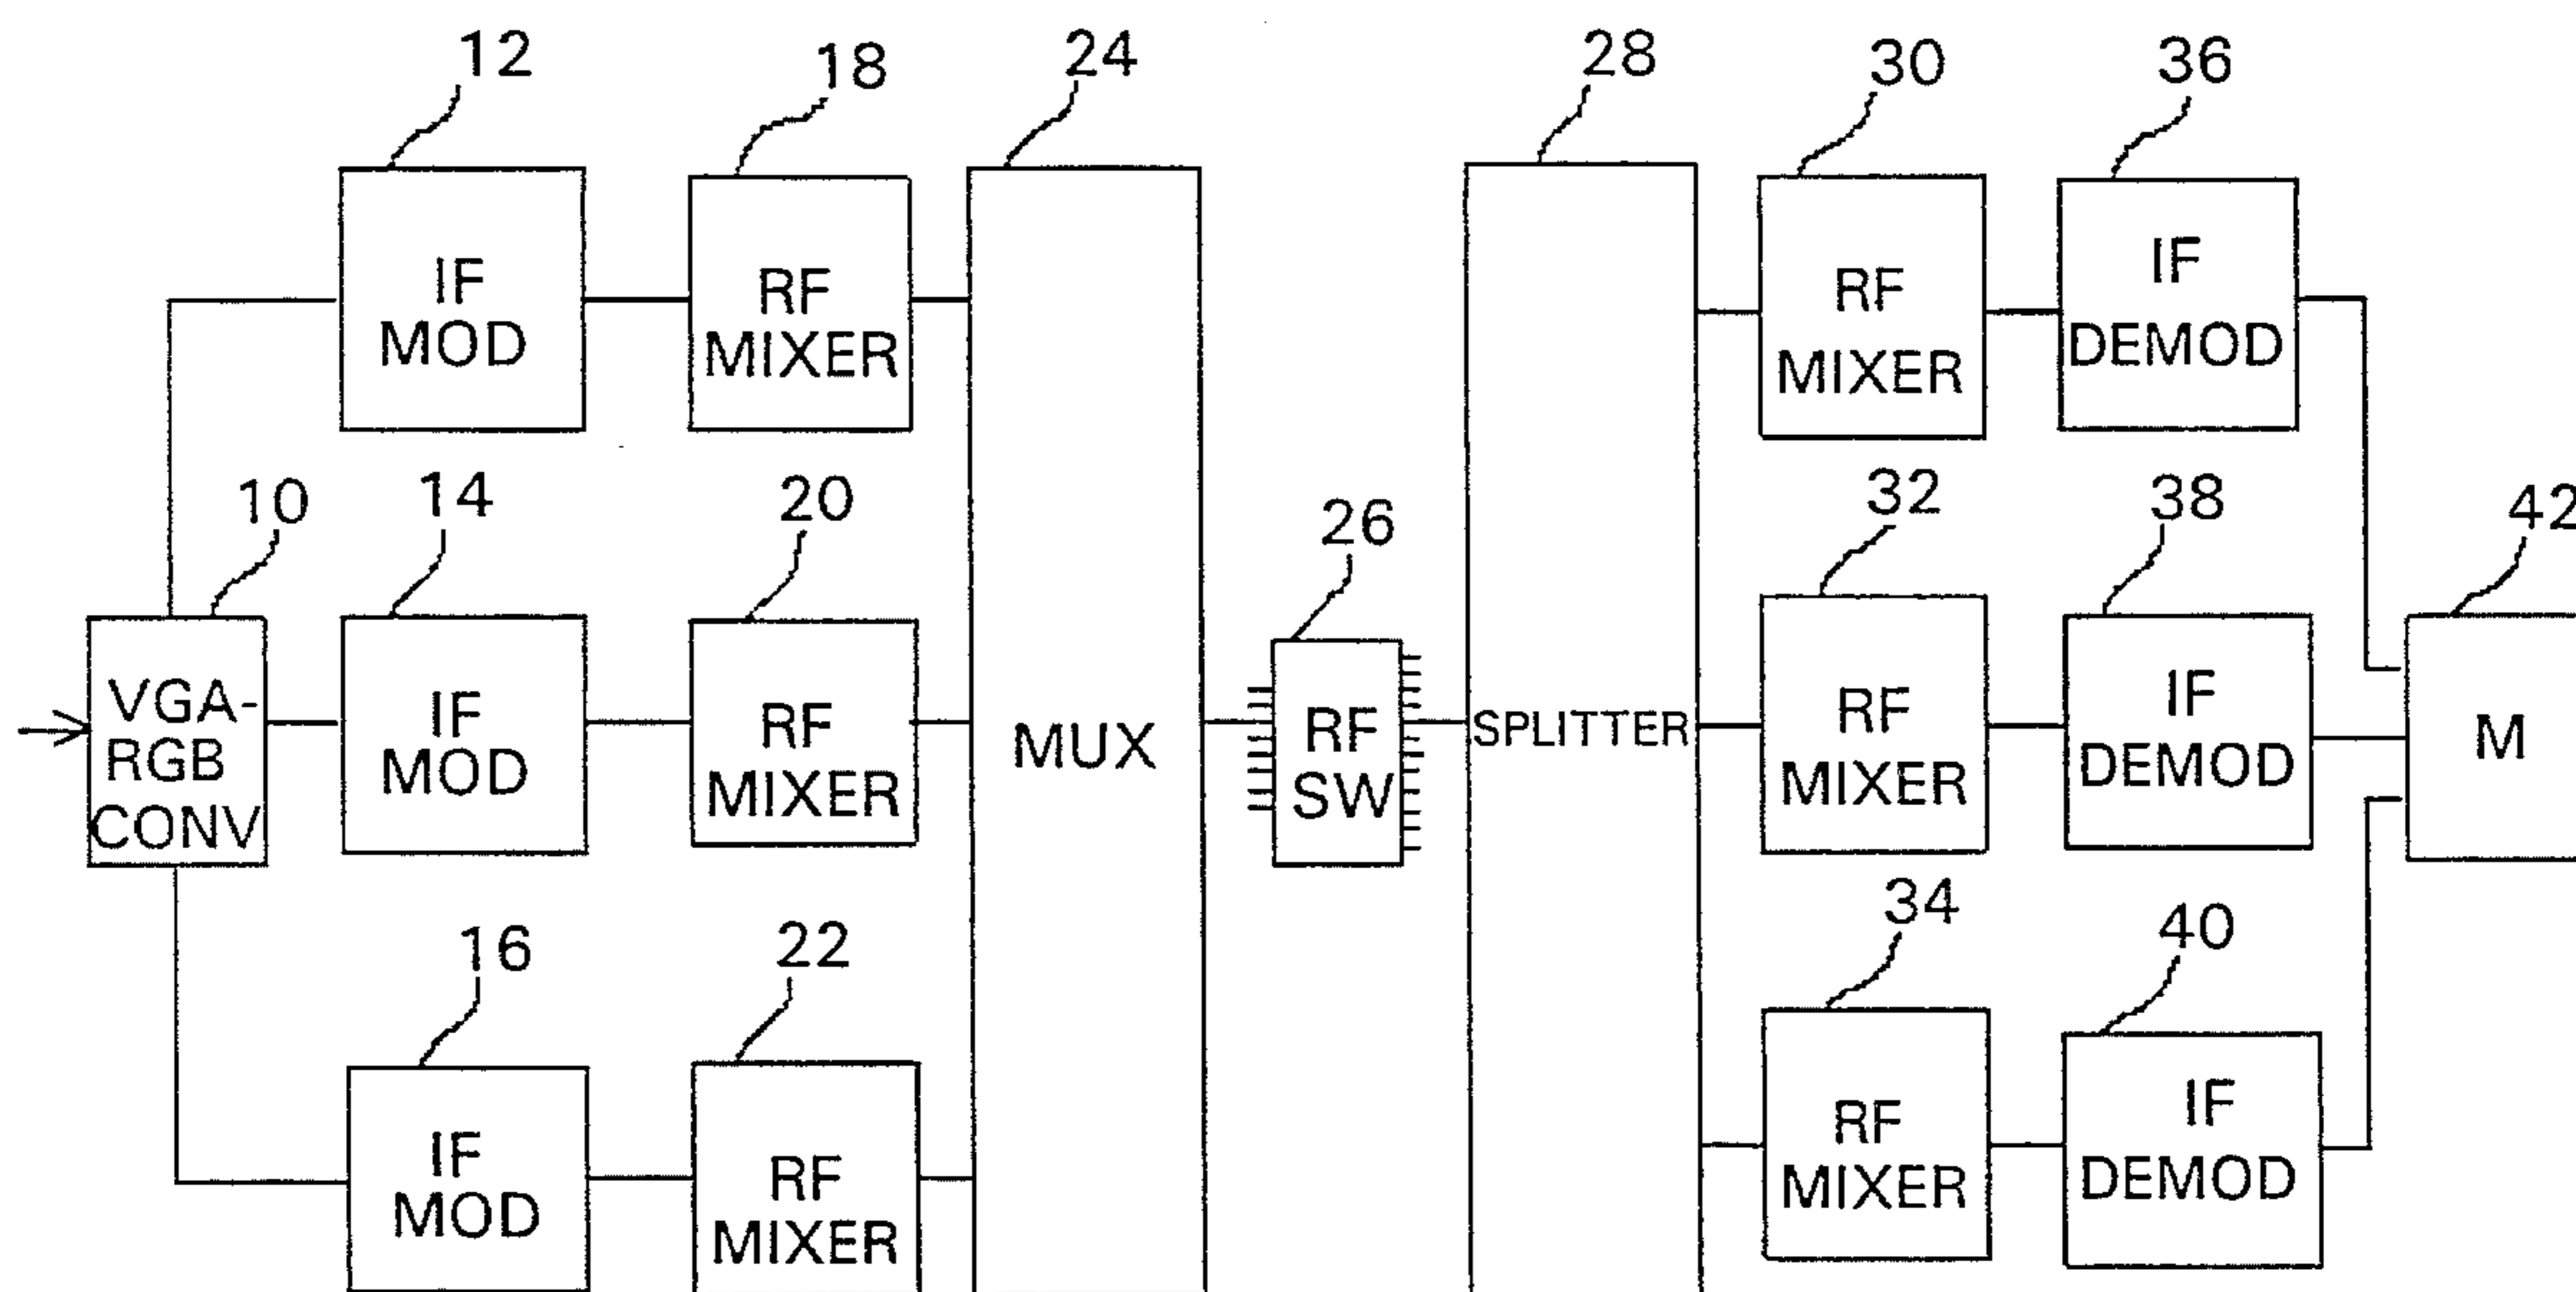 12
18
24
28
30
36
IF
MOD
RF
MIXER
RF
MIXER
IF
DEMOD
10
14
20
26
32
38
42
VGA-
RGB
CONV
IF
MOD
RF
MIXER
MUX
RF
SW
SPLITTER
RF
MIXER
IF
DEMOD
M
16
22
34
40
IF
MOD
RF
MIXER
RF
MIXER
IF
DEMOD